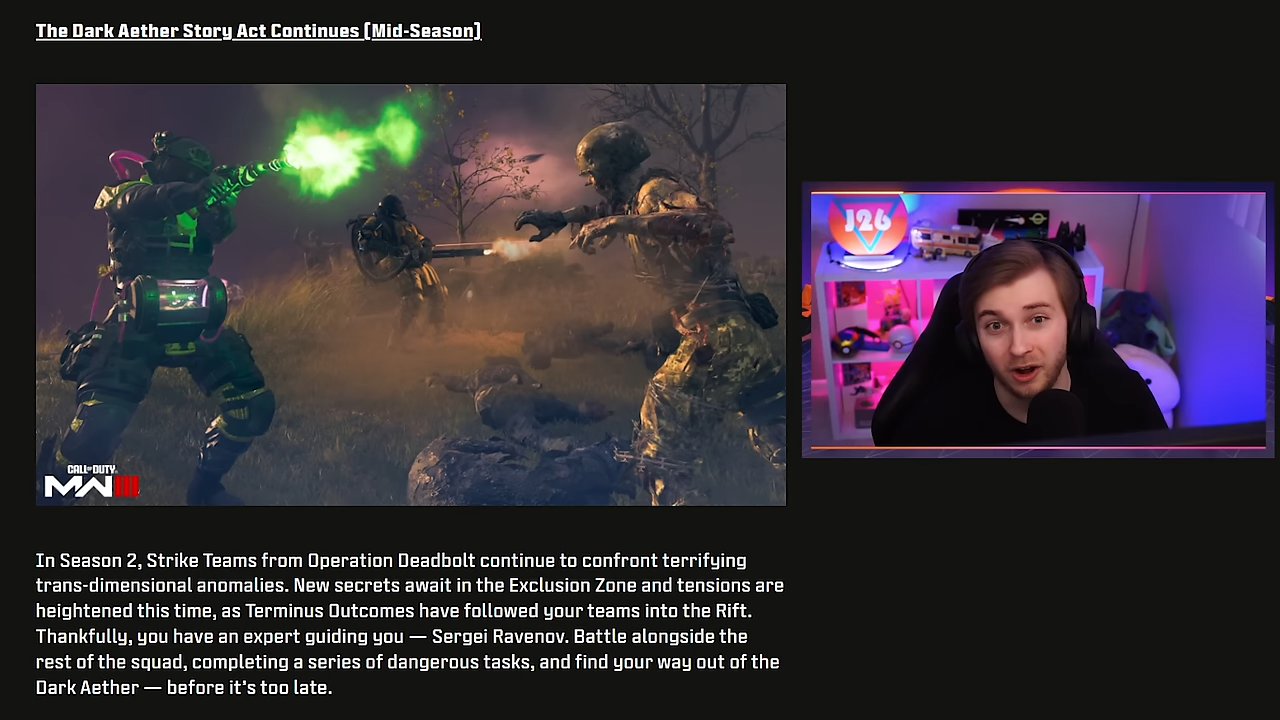 The Dark Aether Story Act Continues (Mid-Season)
J26
CALL OF DUTY
MWIII
In Season 2, Strike Teams from Operation Deadbolt continue to confront terrifying
trans-dimensional anomalies. New secrets await in the Exclusion Zone and tensions are
heightened this time, as Terminus Outcomes have followed your teams into the Rift.
Thankfully, you have an expert guiding you — Sergei Ravenov. Battle alongside the
rest of the squad, completing a series of dangerous tasks, and find your way out of the
Dark Aether — before it's too late.